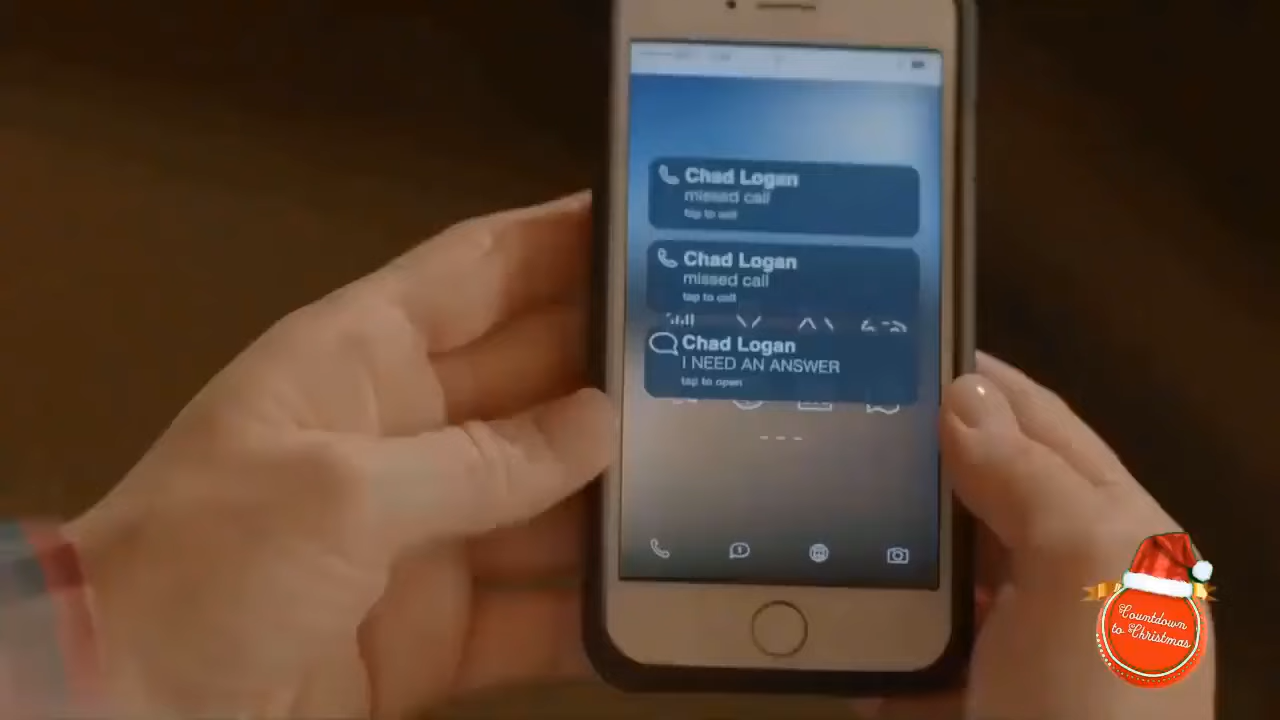 Chad Logan
missed call
tap to call
Chad Logan
missed call
tap to call
Chad Logan
I NEED AN ANSWER
tap to open
Countdown
to Christmas